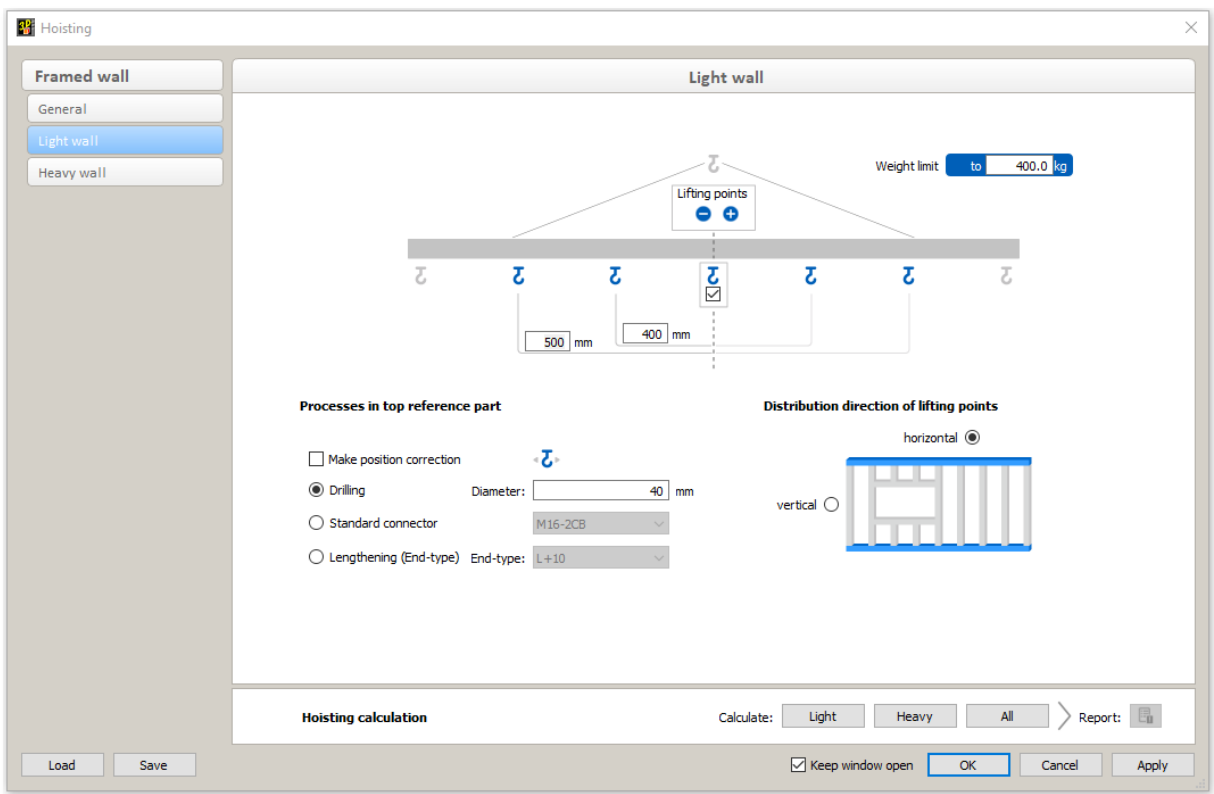 Hoisting
Framed wall
General
Light wall
Heavy wall
Light wall
Weight limit to 400.0 kg
Lifting points
500 mm
400 mm
Processes in top reference part
Make position correction
Drilling Diameter: 40 mm
Standard connector M16-2CB
Lengthening (End-type) End-type: L+10
Distribution direction of lifting points
horizontal
vertical
Hoisting calculation
Calculate: Light Heavy All Report:
Load Save
Keep window open OK Cancel Apply